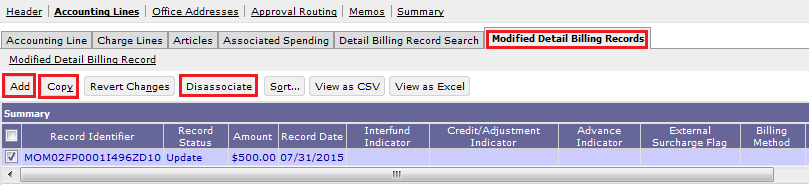 Header Accounting Lines Office Addresses Approval Routing Memos Summary
Accounting Line Charge Lines Articles Associated Spending Detail Billing Record Search Modified Detail Billing Records
Modified Detail Billing Record
Add Copy Revert Changes Disassociate Sort... View as CSV View as Excel
Summary
Record Identifier Record Status Amount Record Date Interfund Indicator Credit/Adjustment Indicator Advance Indicator External Surcharge Flag Billing Method
MOM02FP0001I496ZD10 Update $500.00 07/31/2015